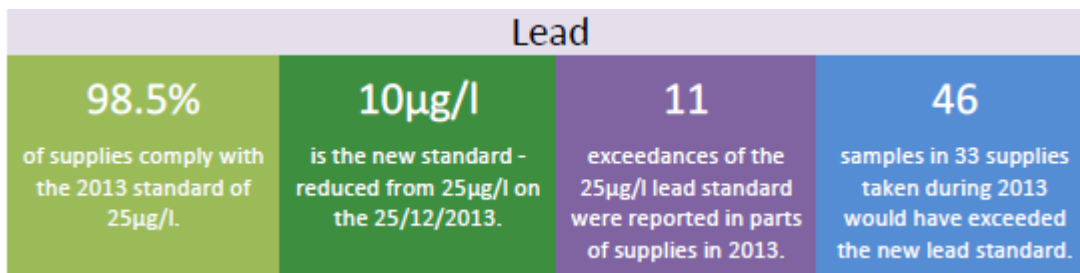 Lead
98.5%
of supplies comply with
the 2013 standard of
25µg/l.
10µg/l
is the new standard -
reduced from 25µg/l on
the 25/12/2013.
11
exceedances of the
25µg/l lead standard
were reported in parts
of supplies in 2013.
46
samples in 33 supplies
taken during 2013
would have exceeded
the new lead standard.